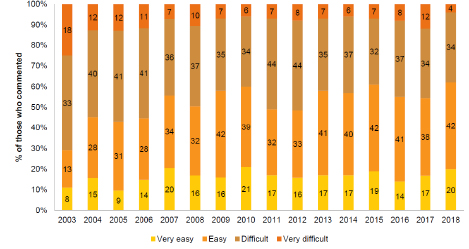 100%
90%
80%
70%
60%
50%
40%
30%
20%
10%
0%
% of those who commented
18 12 12 11 7 10 7 6 7 8 7 6 7 8 12 4
33 40 41 41 36 37 35 34 44 44 35 37 32 37 34 34
13 28 31 28 34 32 42 39 32 33 41 40 42 41 38 42
8 15 9 14 20 16 16 21 17 16 17 17 19 14 17 20
2003 2004 2005 2006 2007 2008 2009 2010 2011 2012 2013 2014 2015 2016 2017 2018
Very easy Easy Difficult Very difficult